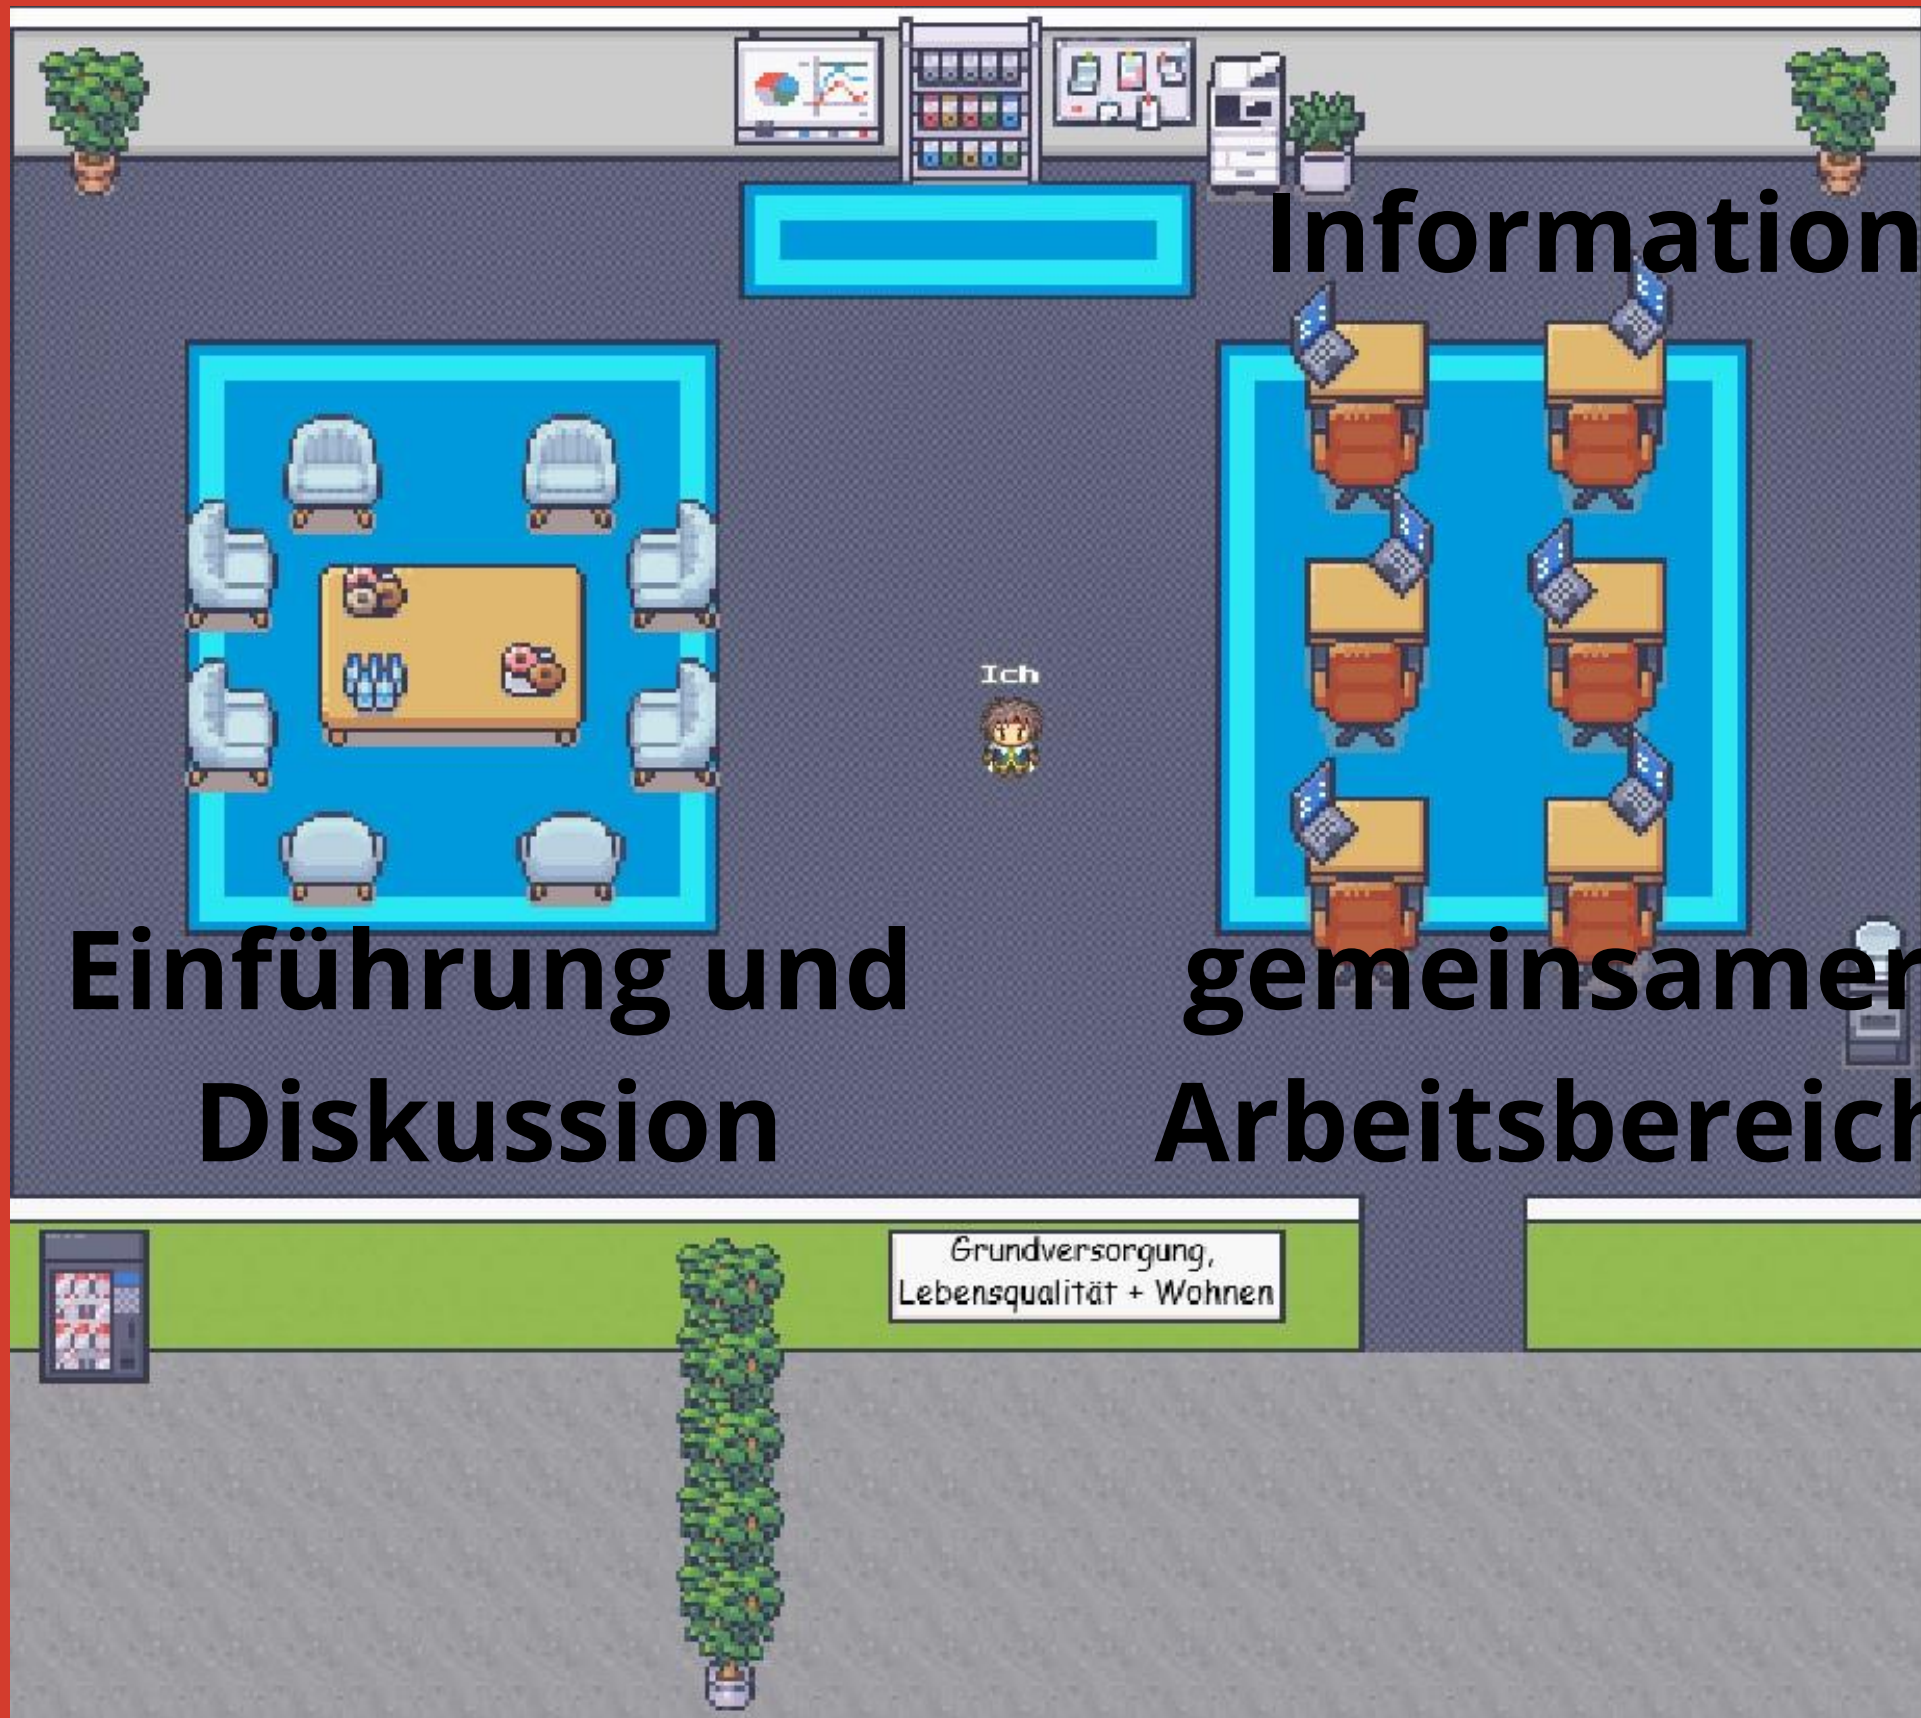 Information
Ich
Einführung und
Diskussion
gemeinsamer
Arbeitsbereich
Grundversorgung,
Lebensqualität + Wohnen